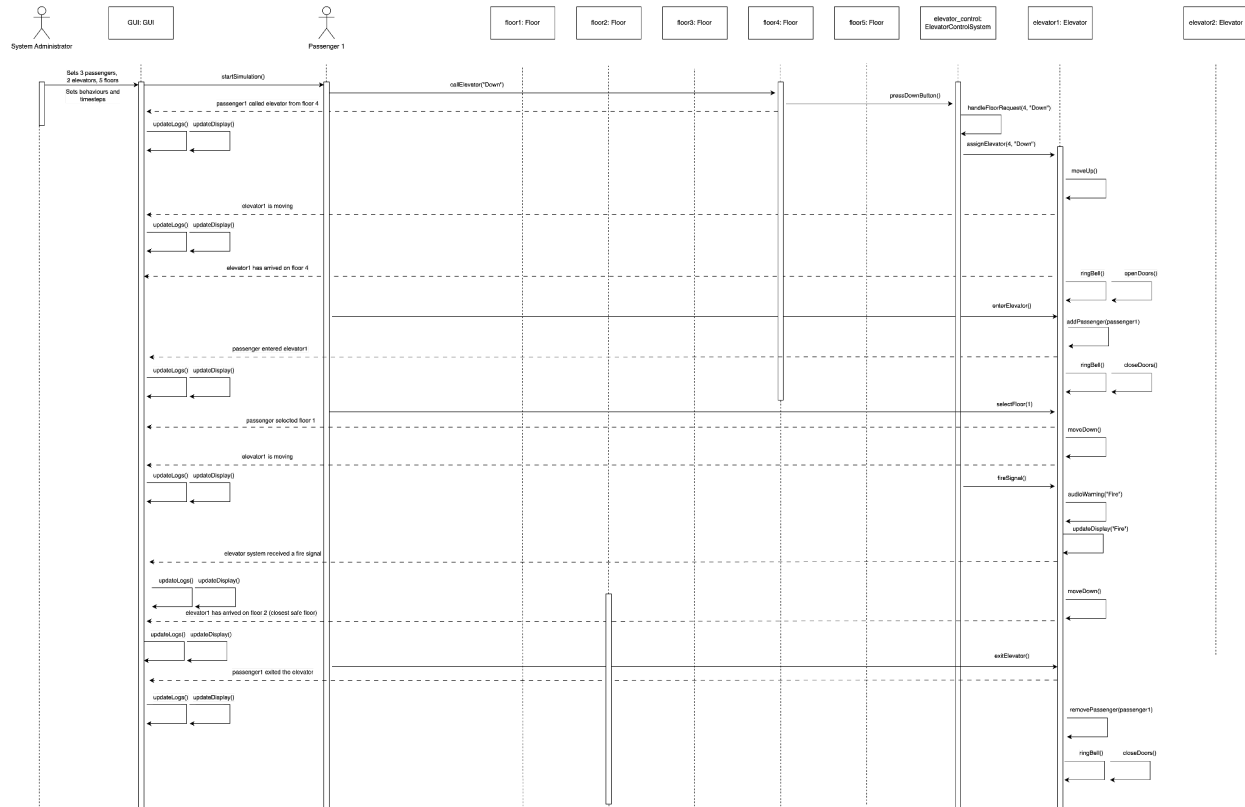 GUI: GUI
floor1: Floor
floor2: Floor
floor3: Floor
floor4: Floor
floor5: Floor
elevator_control:
ElevatorControlSystem
elevator1: Elevator
elevator2: Elevator
System Administrator
Passenger 1
Sets 3 passengers,
2 elevators, 5 floors
Sets behaviours and
timesteps
startSimulation()
callElevator("Down")
pressDownButton()
passenger1 called elevator from floor 4
handleFloorRequest(4, "Down")
updateLogs() updateDisplay()
assignElevator(4, "Down")
moveUp()
elevator1 is moving
updateLogs() updateDisplay()
elevator1 has arrived on floor 4
ringBell() openDoors()
enterElevator()
addPassenger(passenger1)
passenger entered elevator1
updateLogs() updateDisplay()
ringBell() closeDoors()
selectFloor(1)
passenger selected floor 1
moveDown()
elevator1 is moving
updateLogs() updateDisplay()
fireSignal()
audioWarning("Fire")
updateDisplay("Fire")
elevator system received a fire signal
updateLogs() updateDisplay()
moveDown()
elevator1 has arrived on floor 2 (closest safe floor)
updateLogs() updateDisplay()
exitElevator()
passenger1 exited the elevator
updateLogs() updateDisplay()
removePassenger(passenger1)
ringBell() closeDoors()